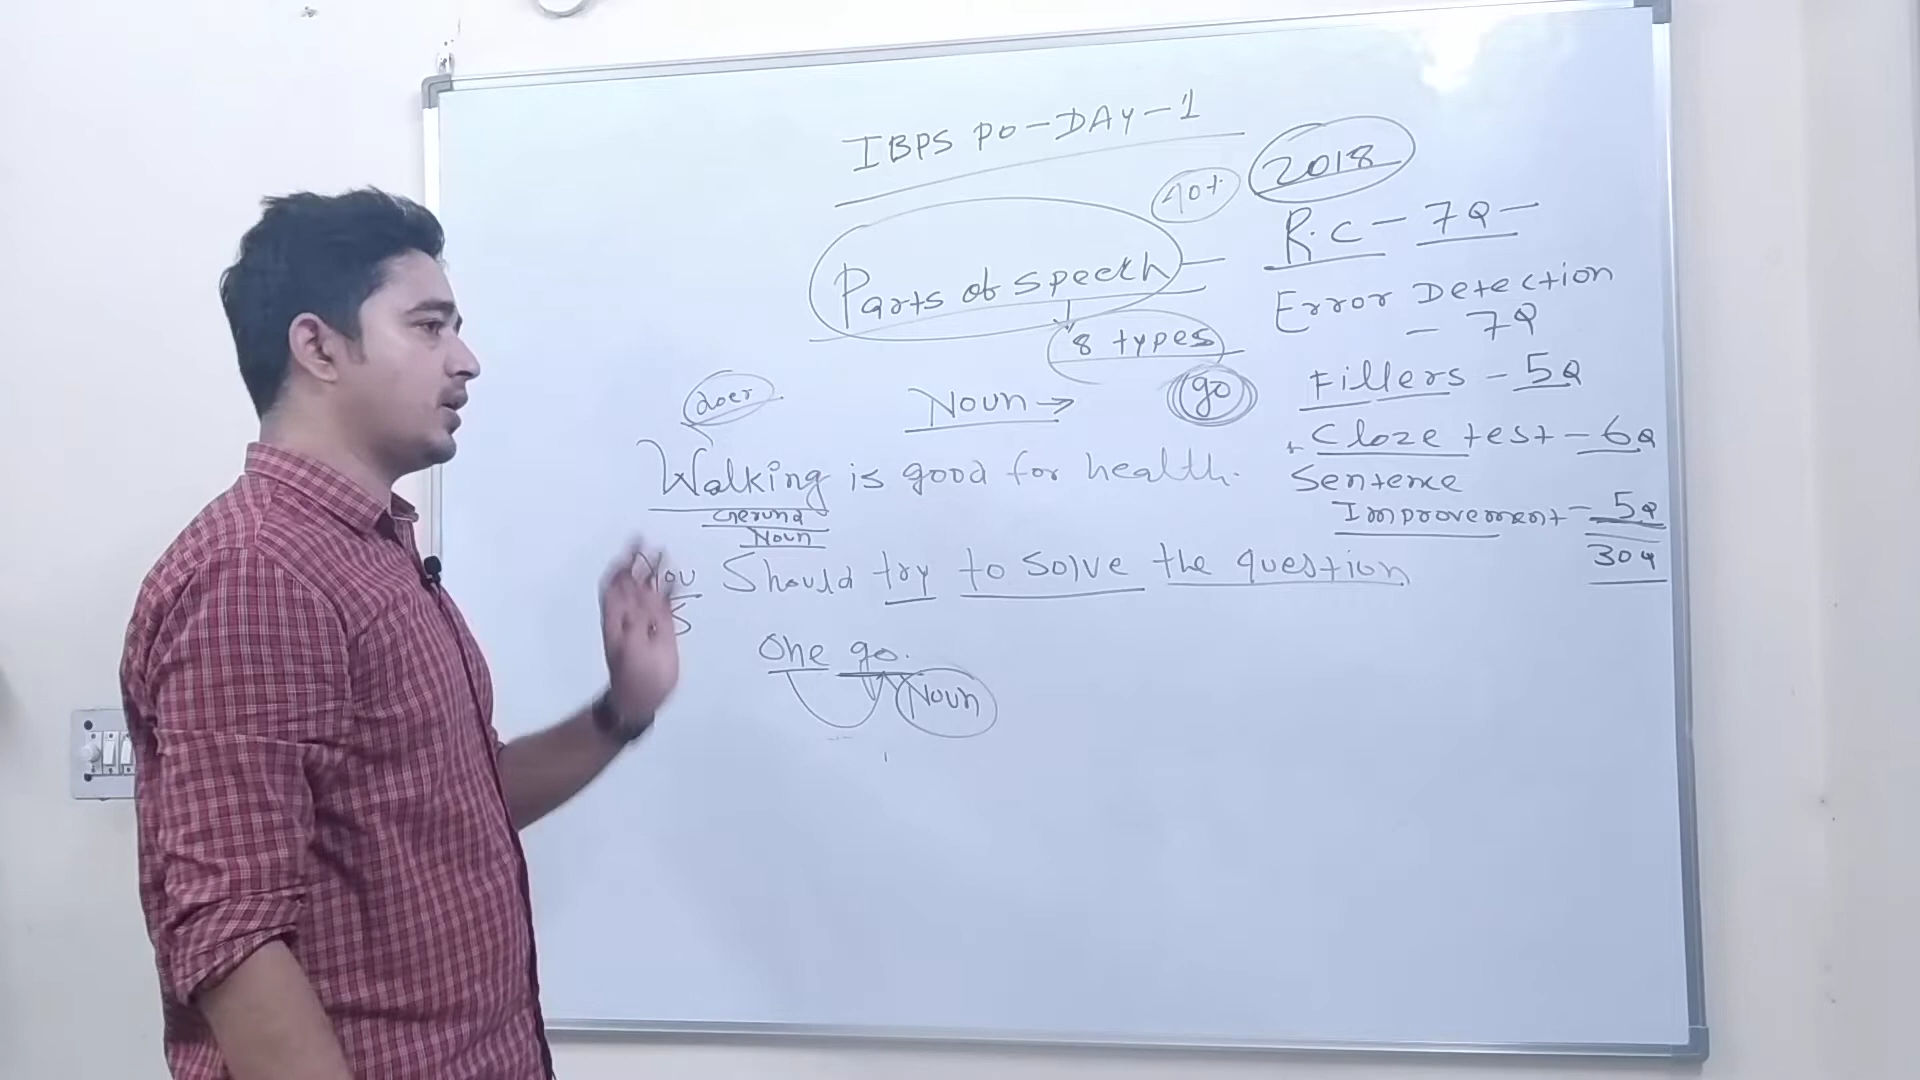 IBPS PO-DAY-1
Parts of speech
40+
8 types
Noun → go
doer
Walking is good for health.
Gerund
Noun
You should try to solve the question
S
One go.
Noun
2018
R.C - 7Q -
Error Detection
- 7Q
Fillers - 5Q
Cloze test - 6Q
Sentence
Improvement - 5Q
30Q